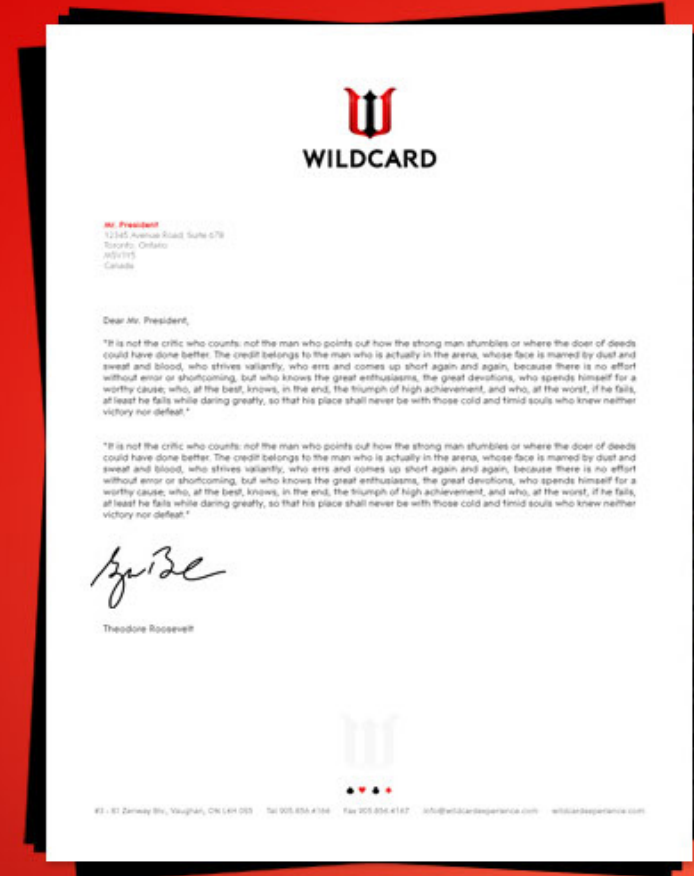 WILDCARD
Mr. President
12345 Avenue Road, Suite 678
Toronto, Ontario
Canada
Dear Mr. President,
"It is not the critic who counts: not the man who points out how the strong man stumbles or where the doer of deeds
could have done better. The credit belongs to the man who is actually in the arena, whose face is marred by dust and
sweat and blood, who strives valiantly, who errs and comes up short again and again, because there is no effort
without error or shortcoming, but who knows the great enthusiasms, the great devotions, who spends himself for a
worthy cause; who, at the best, knows, in the end, the triumph of high achievement, and who, at the worst, if he fails,
at least he fails while daring greatly, so that his place shall never be with those cold and timid souls who knew neither
victory nor defeat."
"It is not the critic who counts: not the man who points out how the strong man stumbles or where the doer of deeds
could have done better. The credit belongs to the man who is actually in the arena, whose face is marred by dust and
sweat and blood, who strives valiantly, who errs and comes up short again and again, because there is no effort
without error or shortcoming, but who knows the great enthusiasms, the great devotions, who spends himself for a
worthy cause; who, at the best, knows, in the end, the triumph of high achievement, and who, at the worst, if he fails,
at least he fails while daring greatly, so that his place shall never be with those cold and timid souls who knew neither
victory nor defeat."
Theodore Roosevelt
#3 - 81 Zenway Blv., Vaughan, ON Tel 905.856.4166 Fax 905.856.4167 info@wildcardexperience.com wildcardexperience.com